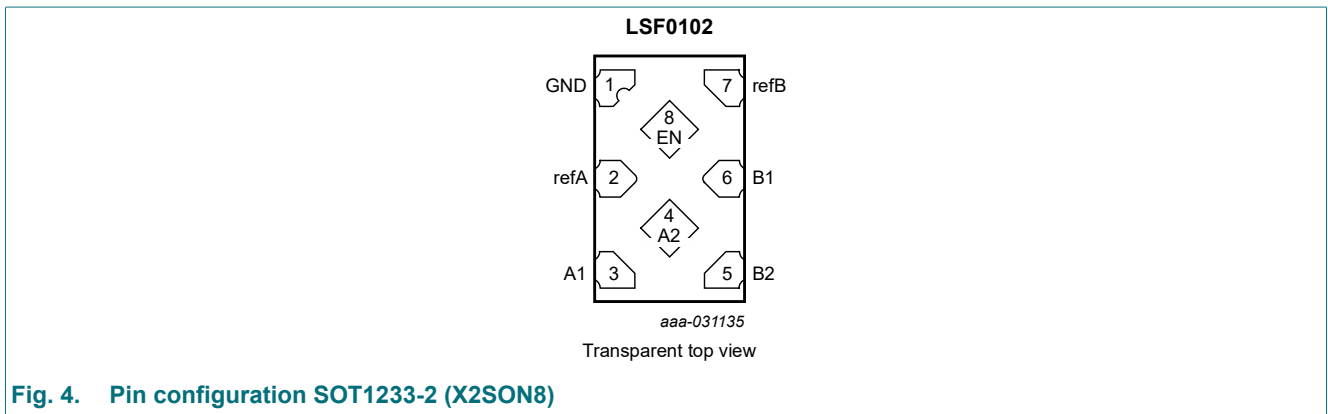 LSF0102
GND 1 7 refB
8
EN
refA 2 6 B1
4
A2
A1 3 5 B2
aaa-031135
Transparent top view
Fig. 4. Pin configuration SOT1233-2 (X2SON8)